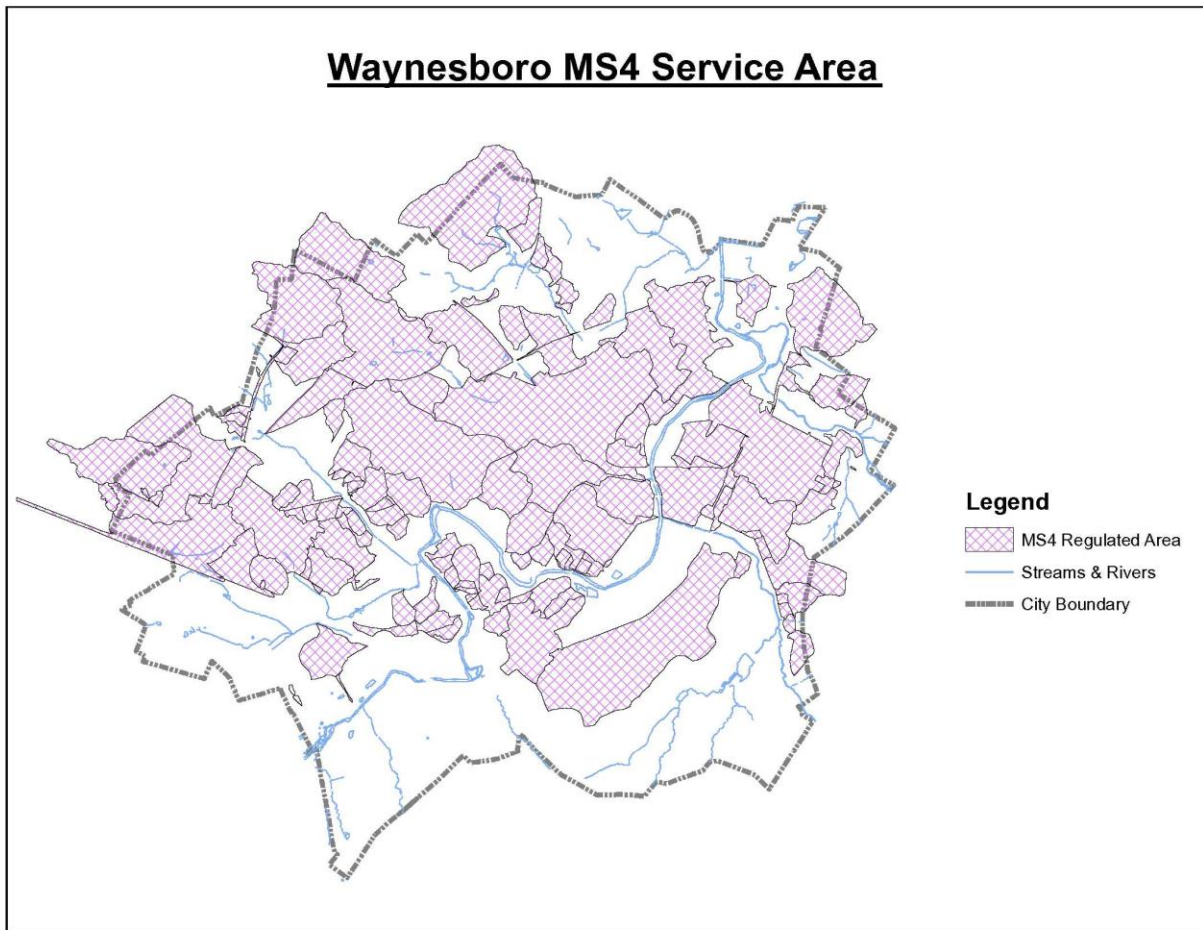 Waynesboro MS4 Service Area
Legend
MS4 Regulated Area
Streams & Rivers
City Boundary